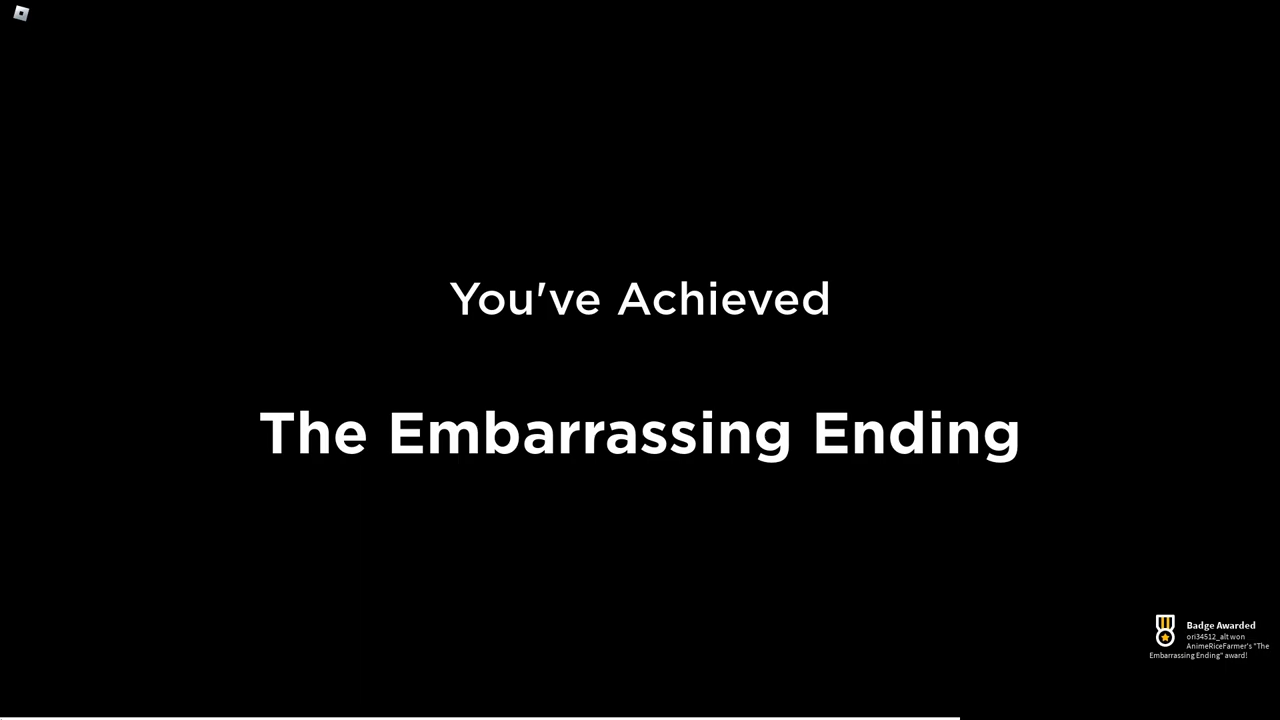 You've Achieved
The Embarrassing Ending
Badge Awarded
ori34512_alt won
AnimeRiceFarmer's "The
Embarrassing Ending" award!